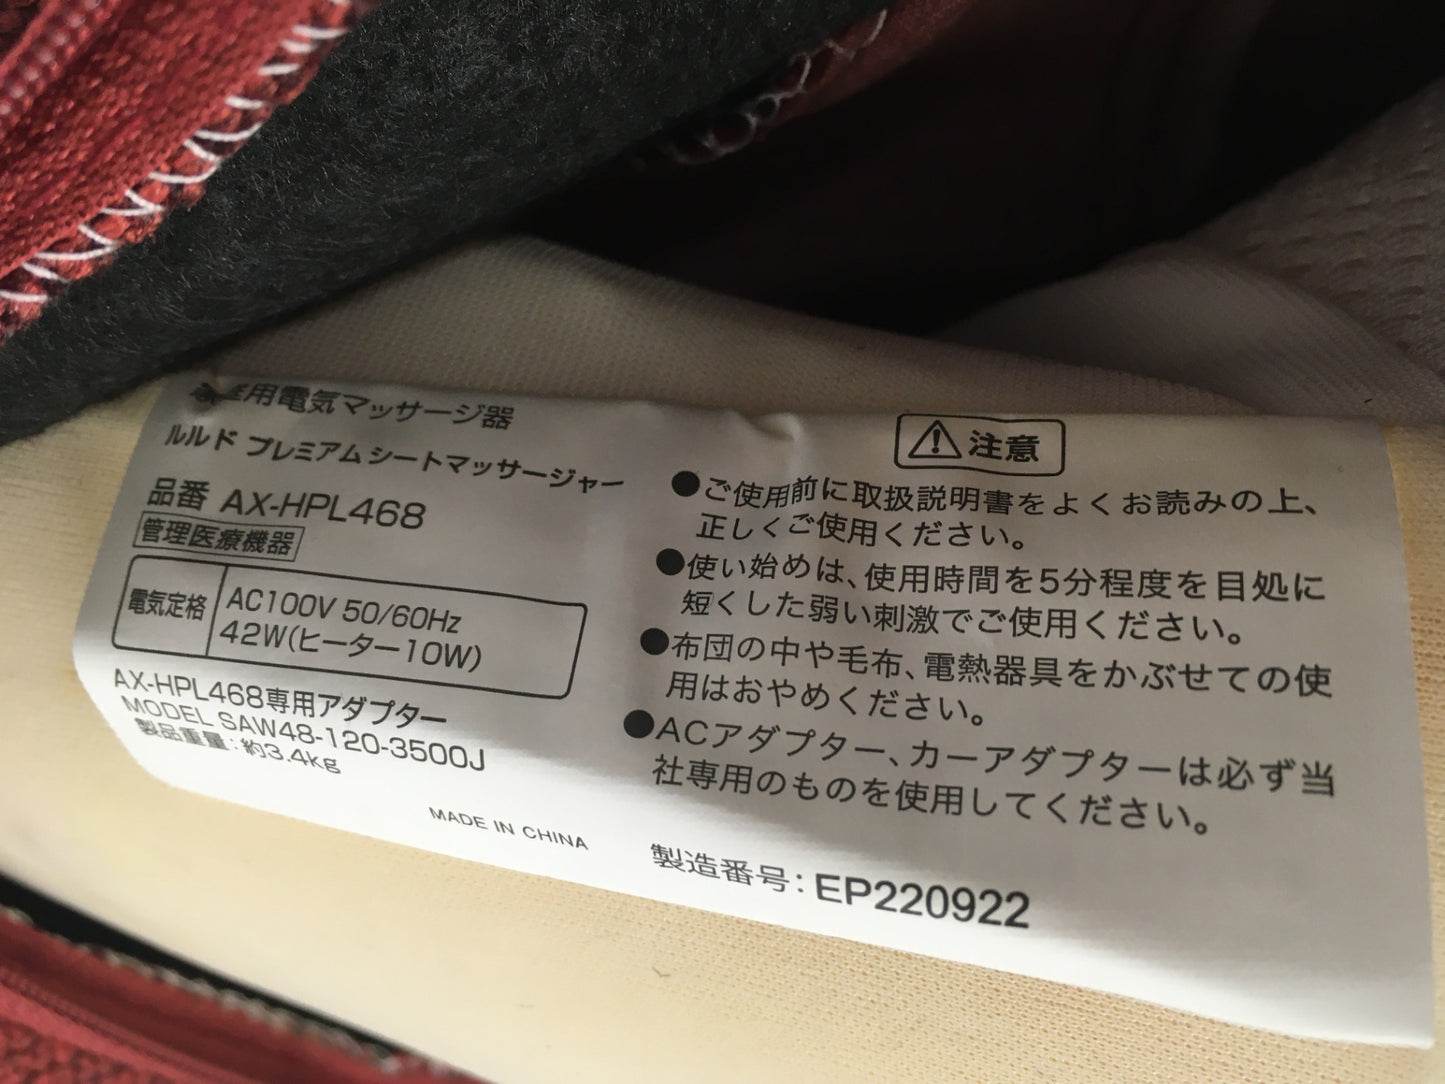 家庭用電気マッサージ器
ルルド プレミアムシートマッサージャー
品番 AX-HPL468
管理医療機器
電気定格
AC100V 50/60Hz
42W(ヒーター10W)
AX-HPL468専用アダプター
MODEL SAW48-120-3500J
製品重量:約3.4kg
MADE IN CHINA
注意
●ご使用前に取扱説明書をよくお読みの上、
正しくご使用ください。
●使い始めは、使用時間を5分程度を目処に
短くした弱い刺激でご使用ください。
●布団の中や毛布、電熱器具をかぶせての使
用はおやめください。
●ACアダプター、カーアダプターは必ず当
社専用のものを使用してください。
製造番号:EP220922